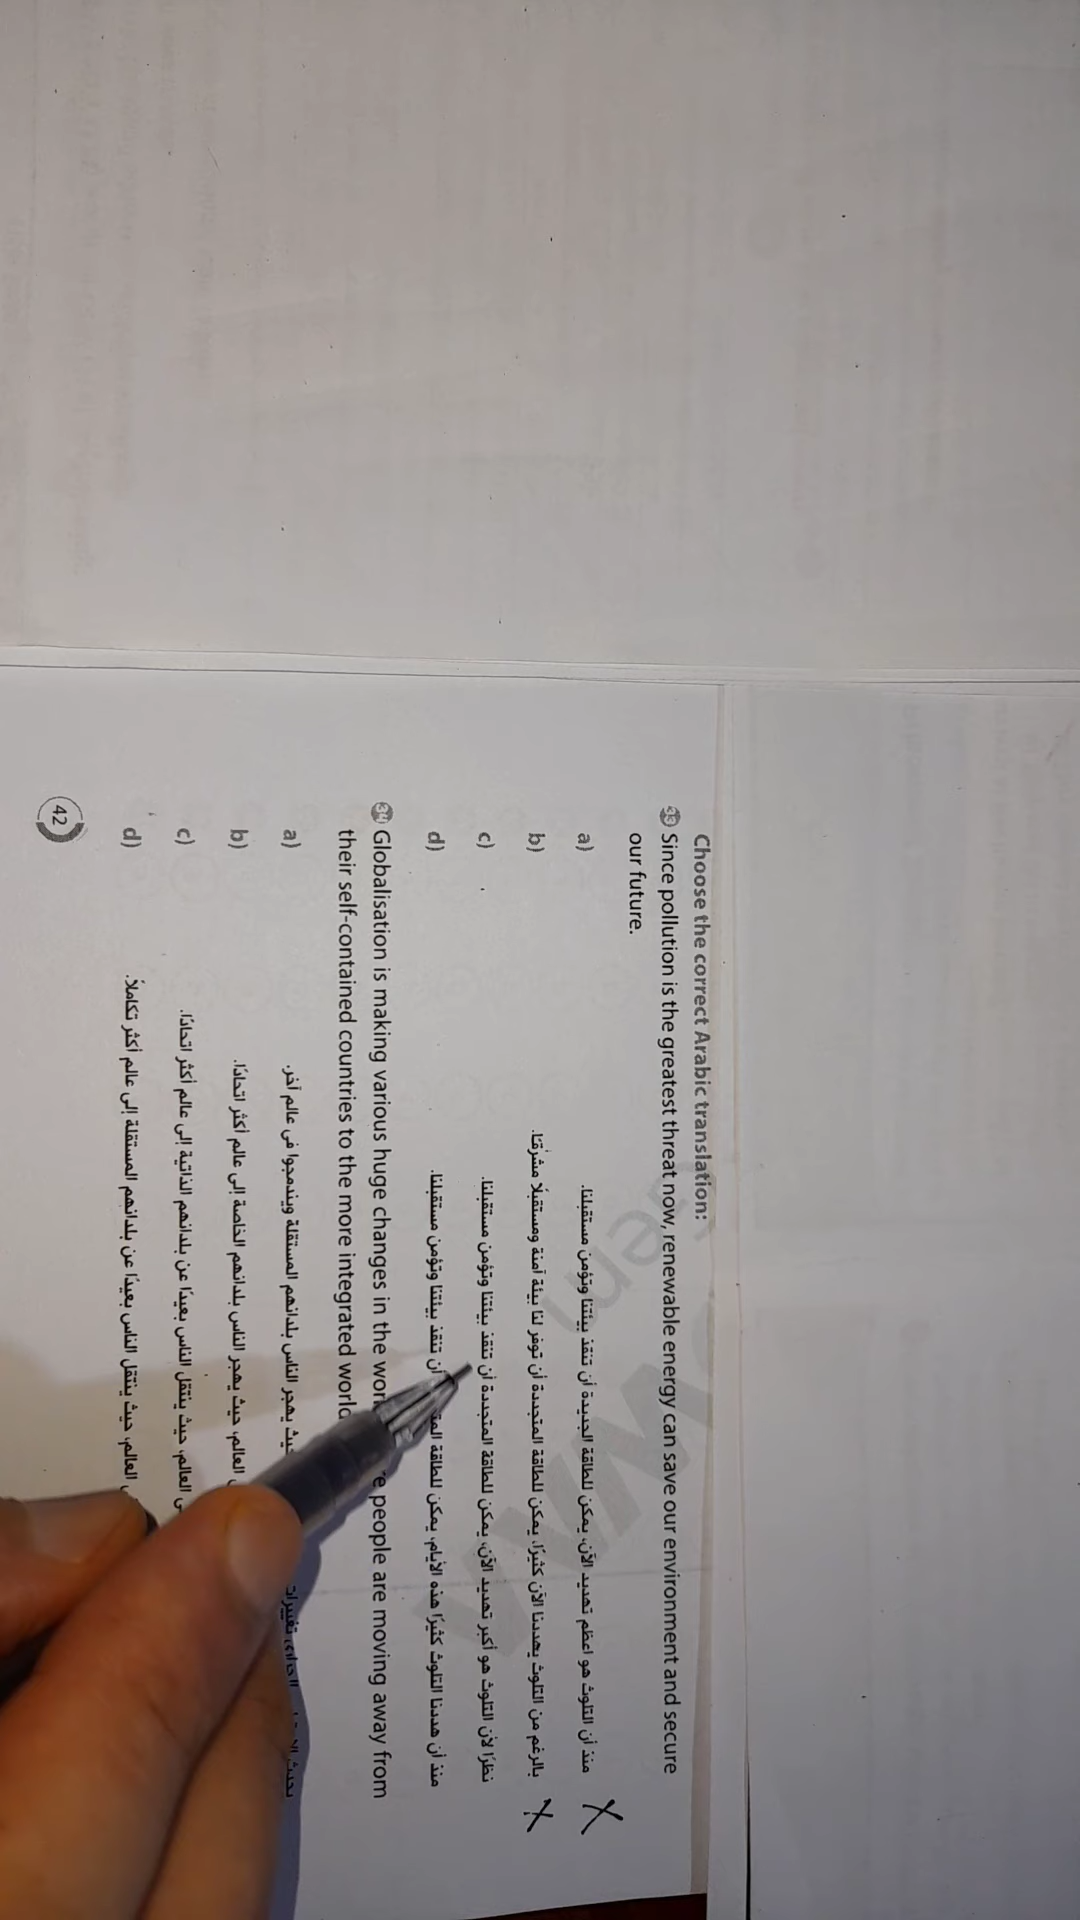 Choose the correct Arabic translation:
33 Since pollution is the greatest threat now, renewable energy can save our environment and secure
our future.
a) منذ أن التلوث هو اعظم تهديد الآن، يمكن للطاقة الجديدة أن تنقذ بيئتنا وتؤمن مستقبلنا.
b) بالرغم من التلوث يهددنا الآن كثيرًا، يمكن للطاقة المتجددة أن توفر لنا بيئة آمنة ومستقبلًا مشرقًا.
c) نظرًا لأن التلوث هو أكبر تهديد الآن، يمكن للطاقة المتجددة أن تنقذ بيئتنا وتؤمن مستقبلنا.
d) منذ أن هددنا التلوث كثيرًا هذه الأيام، يمكن للطاقة أن تنقذ بيئتنا وتؤمن مستقبلنا.
34 Globalisation is making various huge changes in the people are moving away from
their self-contained countries to the more integrated world
a) تغييرات يهجر الناس بلدانهم المستقلة ويندمجوا في عالم آخر.
b) العالم، حيث يهجر الناس بلدانهم الخاصة إلى عالم أكثر اتحادًا.
c) العالم، حيث ينتقل الناس بعيدًا عن بلدانهم الذاتية إلى عالم أكثر اتحادًا.
d) العالم، حيث ينتقل الناس بعيدًا عن بلدانهم المستقلة إلى عالم أكثر تكاملًا.
42